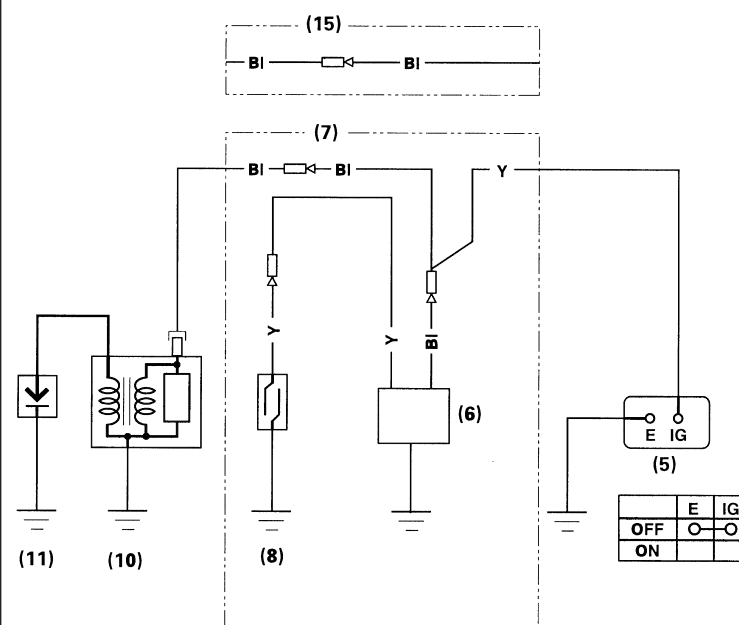 (15)
Bl Bl
(7)
Bl Bl Y
Y Y Bl
(6)
E IG
(5)
E IG
OFF
ON
(11) (10) (8)